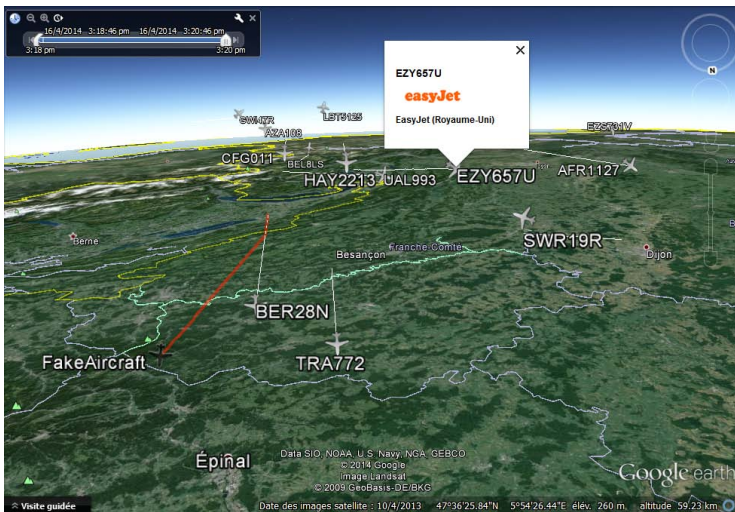 16/4/2014 3:18:46 pm 16/4/2014 3:20:46 pm
3:18 pm
3:20 pm
N
EZY657U
easyJet
EasyJet (Royaume-Uni)
LBT5125
AZA108
EZS731V
CFG011
BEL8LS
HAY2213
UAL993
EZY657U
AFR1127
SWR19R
Berne
Besançon
Franche-Comté
Dijon
BER28N
FakeAircraft
TRA772
Épinal
Data SIO, NOAA, U.S. Navy, NGA, GEBCO
© 2014 Google
Image Landsat
© 2009 GeoBasis-DE/BKG
Google earth
Visite guidée
Date des images satellite : 10/4/2013 47°36'25.84"N 5°54'26.44"E élév. 260 m altitude 59.23 km